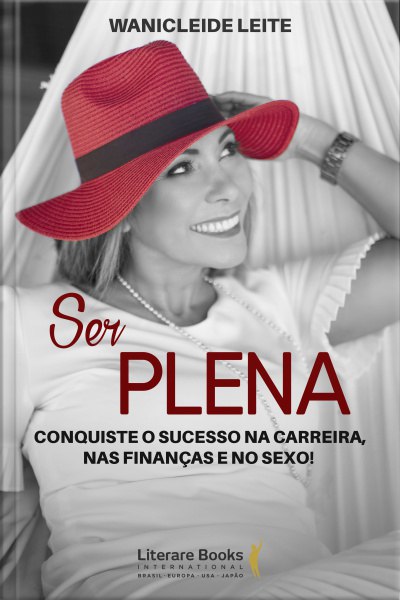 WANICLEIDE LEITE
Ser
PLENA
CONQUISTE O SUCESSO NA CARREIRA,
NAS FINANÇAS E NO SEXO!
Literare Books
INTERNATIONAL
BRASIL · EUROPA · USA · JAPÃO